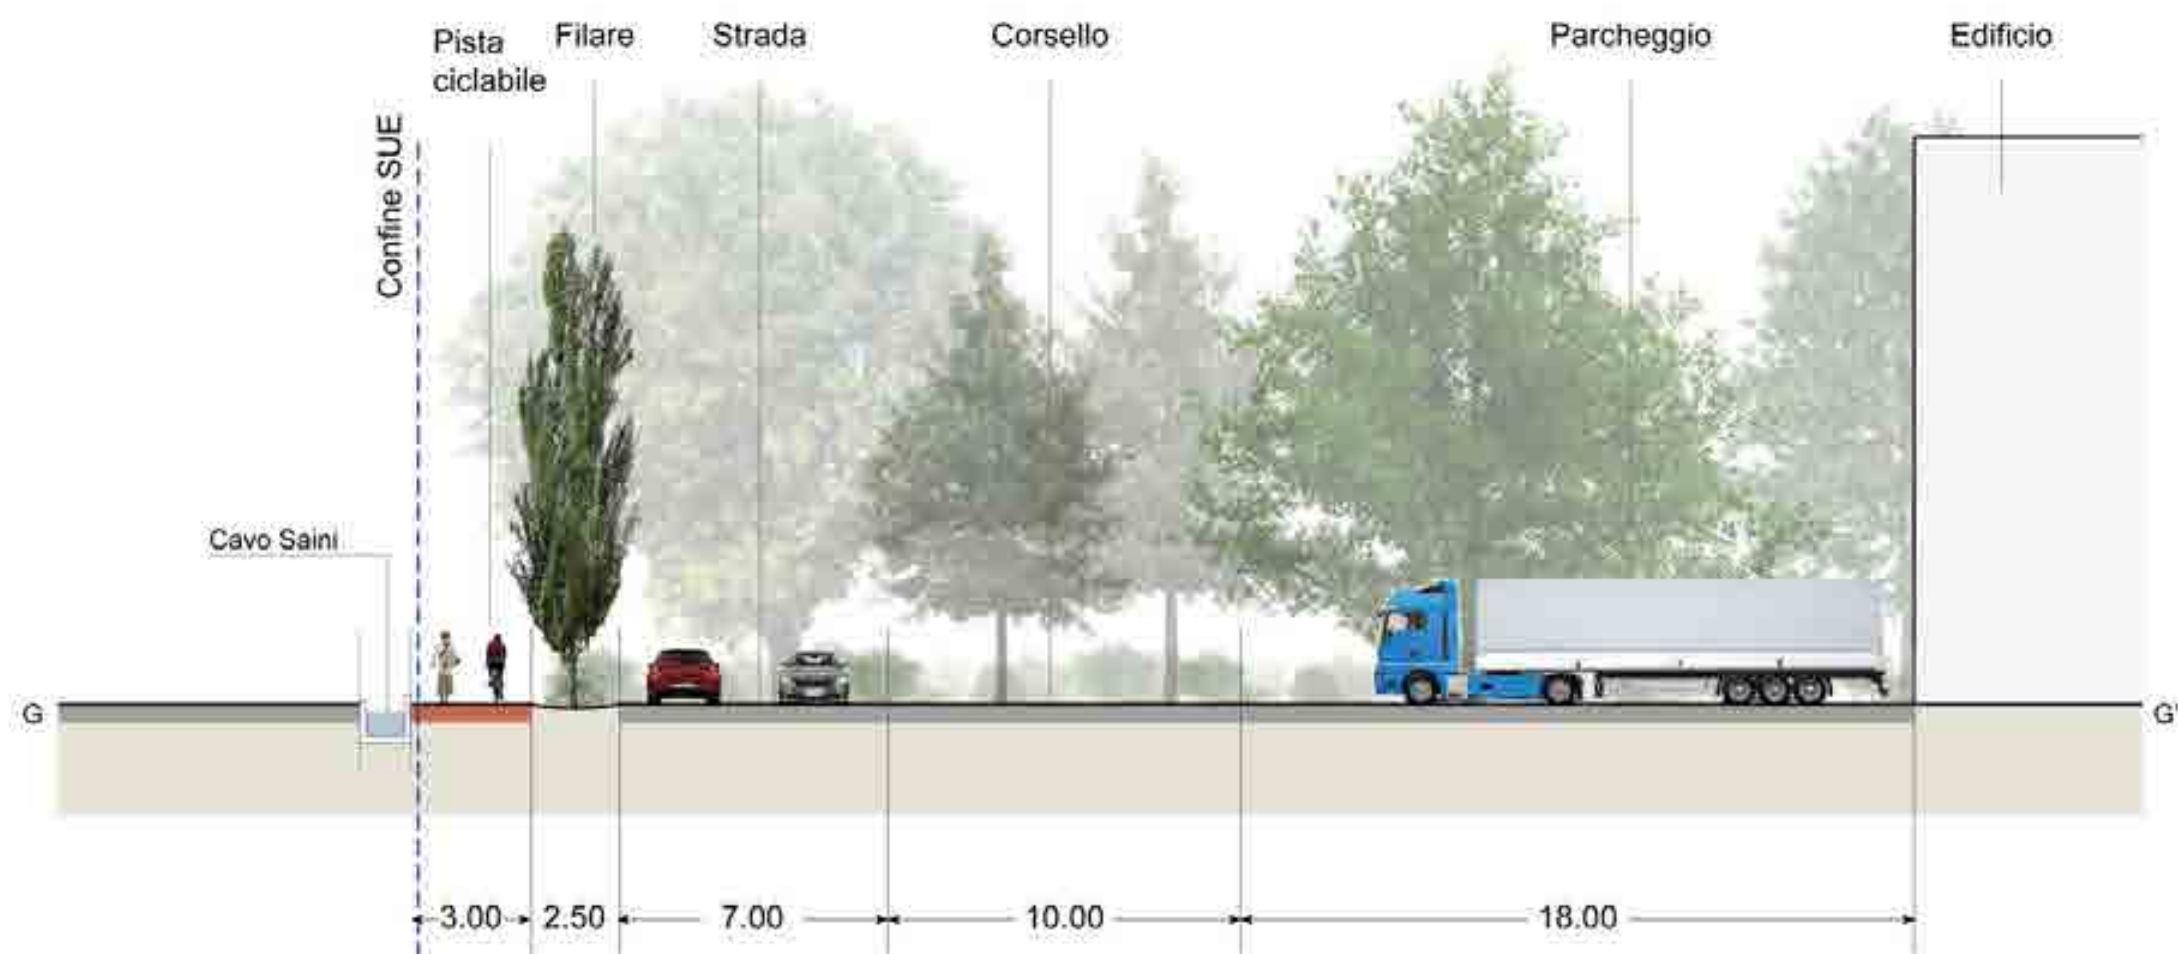 Pista
ciclabile
Filare
Strada
Corsello
Parcheggio
Edificio
Confine SUE
Cavo Saini
G
G'
3.00
2.50
7.00
10.00
18.00